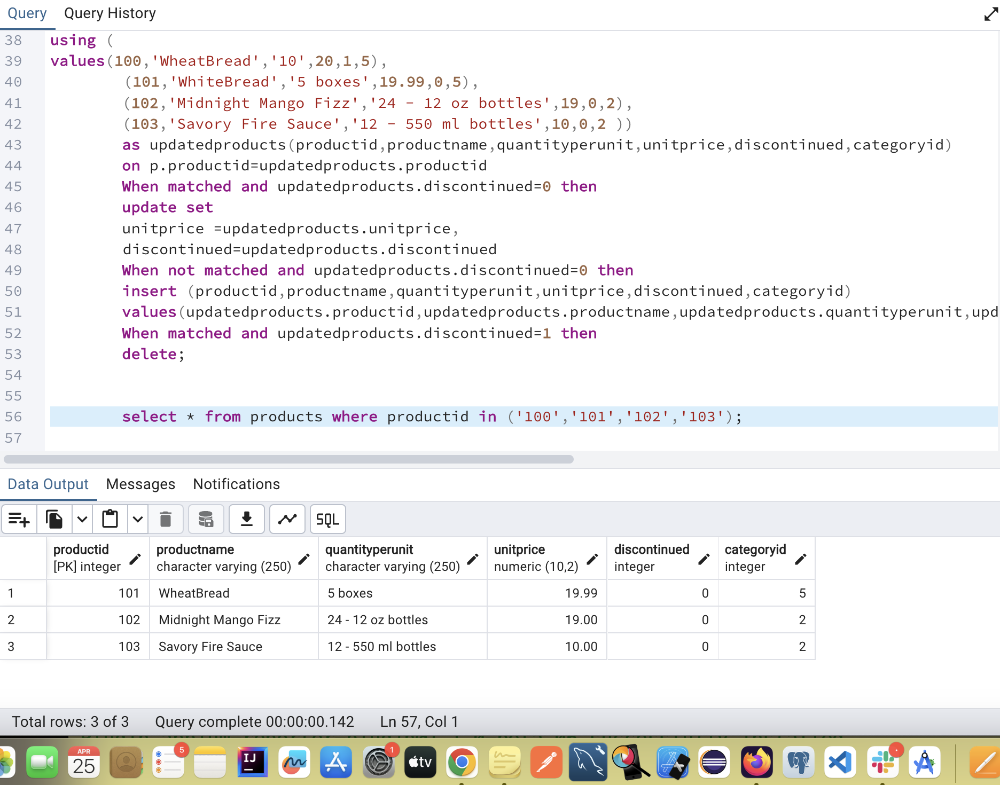 Query Query History
38 using (
39 values(100,'WheatBread','10',20,1,5),
40 (101,'WhiteBread','5 boxes',19.99,0,5),
41 (102,'Midnight Mango Fizz','24 - 12 oz bottles',19,0,2),
42 (103,'Savory Fire Sauce','12 - 550 ml bottles',10,0,2 ))
43 as updatedproducts(productid,productname,quantityperunit,unitprice,discontinued,categoryid)
44 on p.productid=updatedproducts.productid
45 When matched and updatedproducts.discontinued=0 then
46 update set
47 unitprice =updatedproducts.unitprice,
48 discontinued=updatedproducts.discontinued
49 When not matched and updatedproducts.discontinued=0 then
50 insert (productid,productname,quantityperunit,unitprice,discontinued,categoryid)
51 values(updatedproducts.productid,updatedproducts.productname,updatedproducts.quantityperunit,upd
52 When matched and updatedproducts.discontinued=1 then
53 delete;
54
55
56 select * from products where productid in ('100','101','102','103');
57
Data Output Messages Notifications
SQL
productid productname quantityperunit unitprice discontinued categoryid
[PK] integer character varying (250) character varying (250) numeric (10,2) integer integer
1 101 WheatBread 5 boxes 19.99 0 5
2 102 Midnight Mango Fizz 24 - 12 oz bottles 19.00 0 2
3 103 Savory Fire Sauce 12 - 550 ml bottles 10.00 0 2
Total rows: 3 of 3 Query complete 00:00:00.142 Ln 57, Col 1
APR 5 1
25 IJ tv